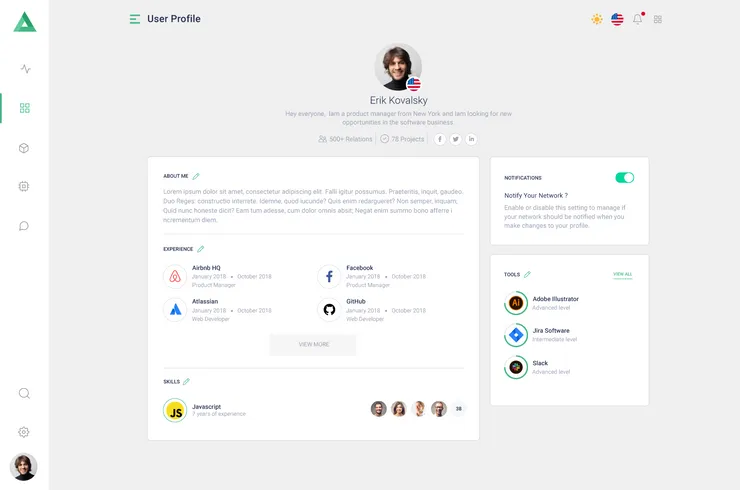 User Profile
Erik Kovalsky
Hey everyone, Iam a product manager from New York and Iam looking for new
opportunities in the software business.
500+ Relations
78 Projects
ABOUT ME
Lorem ipsum dolor sit amet, consectetur adipiscing elit. Falli igitur possumus. Praetentis, inquit, gaudeo.
Duo Reges: constructio interrete. Idemne, quod iucunde? Quis enim redargueret? Non semper, inquam;
Quid nunc honeste dicit? Eam tum adesse, cum dolor omnis absit; Negat enim summo bono afferre i
ncrementum diem.
EXPERIENCE
Airbnb HQ
January 2018 • October 2018
Product Manager
Facebook
January 2018 • October 2018
Product Manager
Atlassian
January 2018 • October 2018
Web Developer
GitHub
January 2018 • October 2018
Web Developer
VIEW MORE
SKILLS
JS
Javascript
7 years of experience
38
NOTIFICATIONS
Notify Your Network ?
Enable or disable this setting to manage if
your network should be notified when you
make changes to your profile.
TOOLS
VIEW ALL
Ai
Adobe Illustrator
Advanced level
Jira Software
Intermediate level
Slack
Advanced level